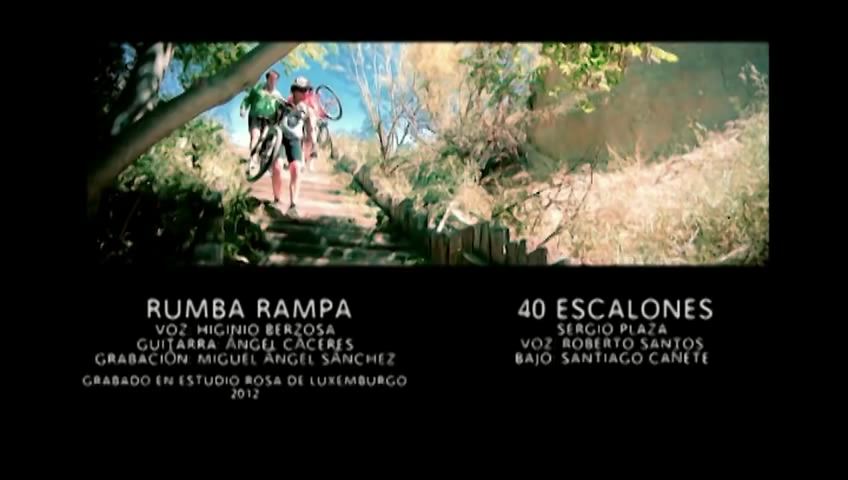 RUMBA RAMPA
VOZ: HIGINIO BERZOSA
GUITARRA: ÁNGEL CÁCERES
GRABACIÓN: MIGUEL ÁNGEL SÁNCHEZ
GRABADO EN ESTUDIO ROSA DE LUXEMBURGO
2012
40 ESCALONES
SERGIO PLAZA
VOZ: ROBERTO SANTOS
BAJO: SANTIAGO CAÑETE